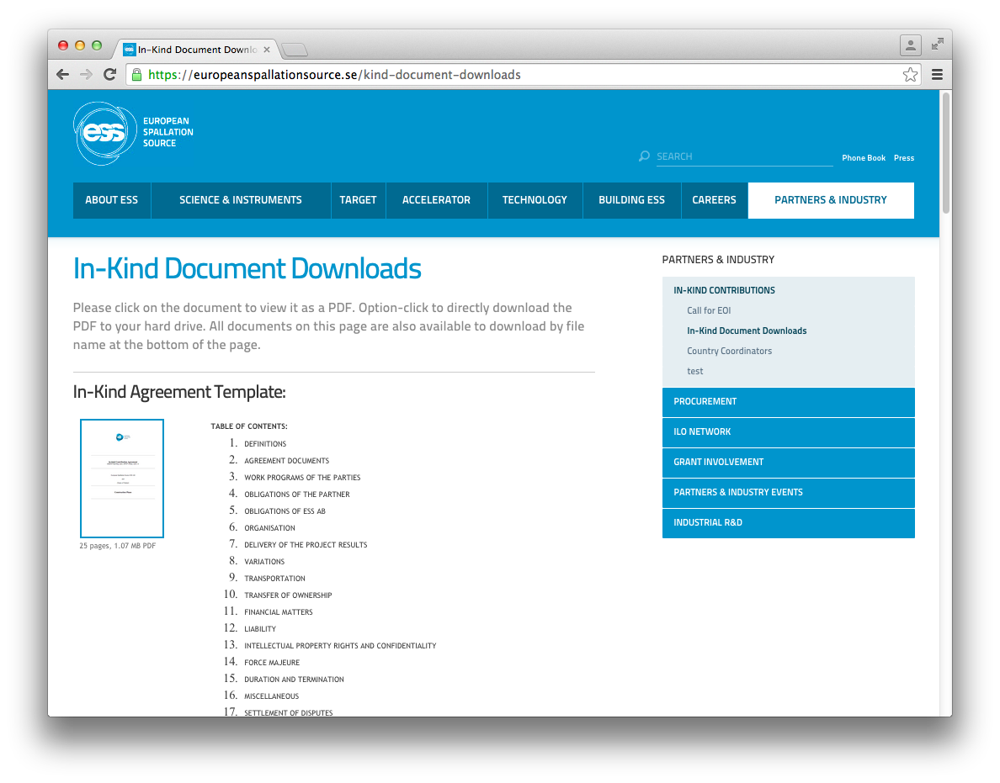 In-Kind Document Downlo
https://europeanspallationsource.se/kind-document-downloads
ess
EUROPEAN
SPALLATION
SOURCE
SEARCH
Phone Book Press
ABOUT ESS SCIENCE & INSTRUMENTS TARGET ACCELERATOR TECHNOLOGY BUILDING ESS CAREERS PARTNERS & INDUSTRY
In-Kind Document Downloads
Please click on the document to view it as a PDF. Option-click to directly download the
PDF to your hard drive. All documents on this page are also available to download by file
name at the bottom of the page.
In-Kind Agreement Template:
25 pages, 1.07 MB PDF
TABLE OF CONTENTS:
1. DEFINITIONS
2. AGREEMENT DOCUMENTS
3. WORK PROGRAMS OF THE PARTIES
4. OBLIGATIONS OF THE PARTNER
5. OBLIGATIONS OF ESS AB
6. ORGANISATION
7. DELIVERY OF THE PROJECT RESULTS
8. VARIATIONS
9. TRANSPORTATION
10. TRANSFER OF OWNERSHIP
11. FINANCIAL MATTERS
12. LIABILITY
13. INTELLECTUAL PROPERTY RIGHTS AND CONFIDENTIALITY
14. FORCE MAJEURE
15. DURATION AND TERMINATION
16. MISCELLANEOUS
17. SETTLEMENT OF DISPUTES
PARTNERS & INDUSTRY
IN-KIND CONTRIBUTIONS
Call for EOI
In-Kind Document Downloads
Country Coordinators
test
PROCUREMENT
ILO NETWORK
GRANT INVOLVEMENT
PARTNERS & INDUSTRY EVENTS
INDUSTRIAL R&D